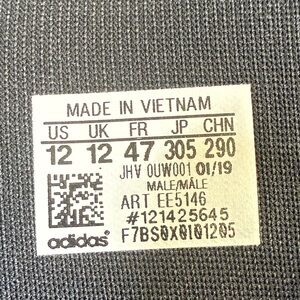 MADE IN VIETNAM
US UK FR JP CHN
12 12 47 305 290
JHV 0UW001 01/19
MALE/MÂLE
ART EE5146
#121425645
adidas® F7BS0X0I01205